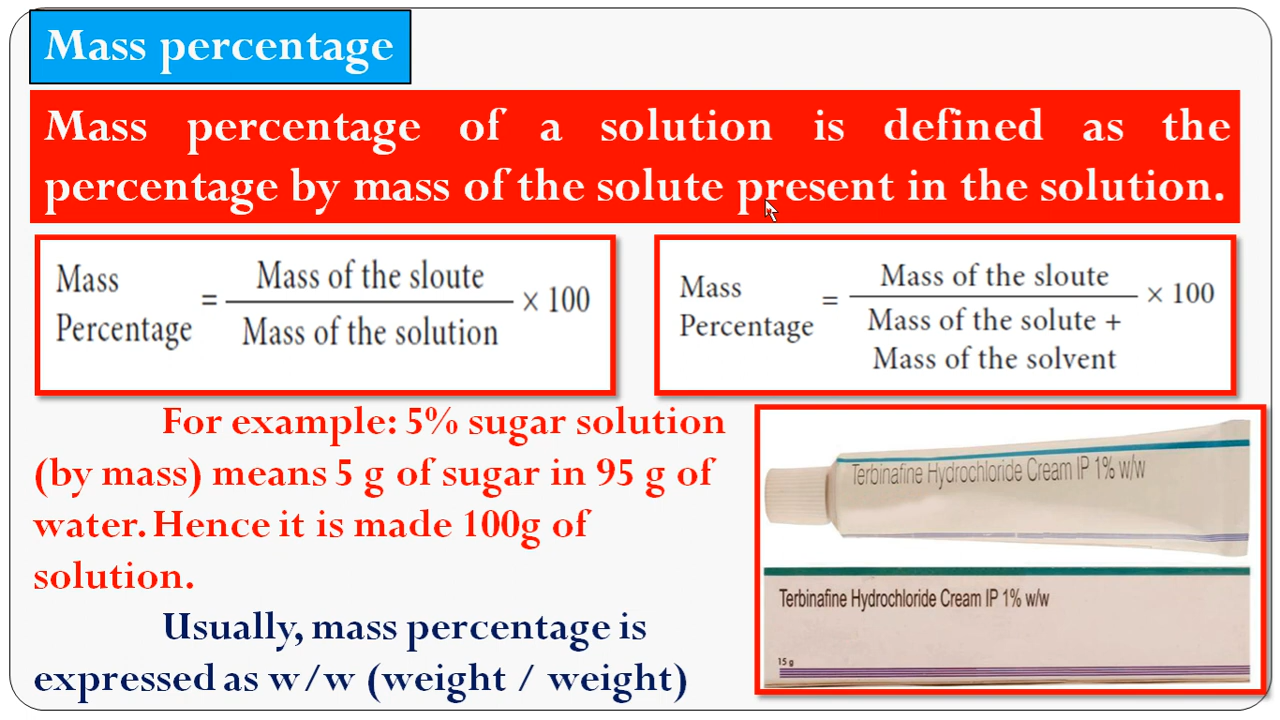 Mass percentage
Mass percentage of a solution is defined as the
percentage by mass of the solute present in the solution.
Mass
Percentage
=
Mass of the sloute
Mass of the solution
× 100
Mass
Percentage
=
Mass of the sloute
Mass of the solute +
Mass of the solvent
× 100
For example: 5% sugar solution
(by mass) means 5 g of sugar in 95 g of
water. Hence it is made 100g of
solution.
Usually, mass percentage is
expressed as w/w (weight / weight)
Terbinafine Hydrochloride Cream IP 1% w/w
Terbinafine Hydrochloride Cream IP 1% w/w
15 g